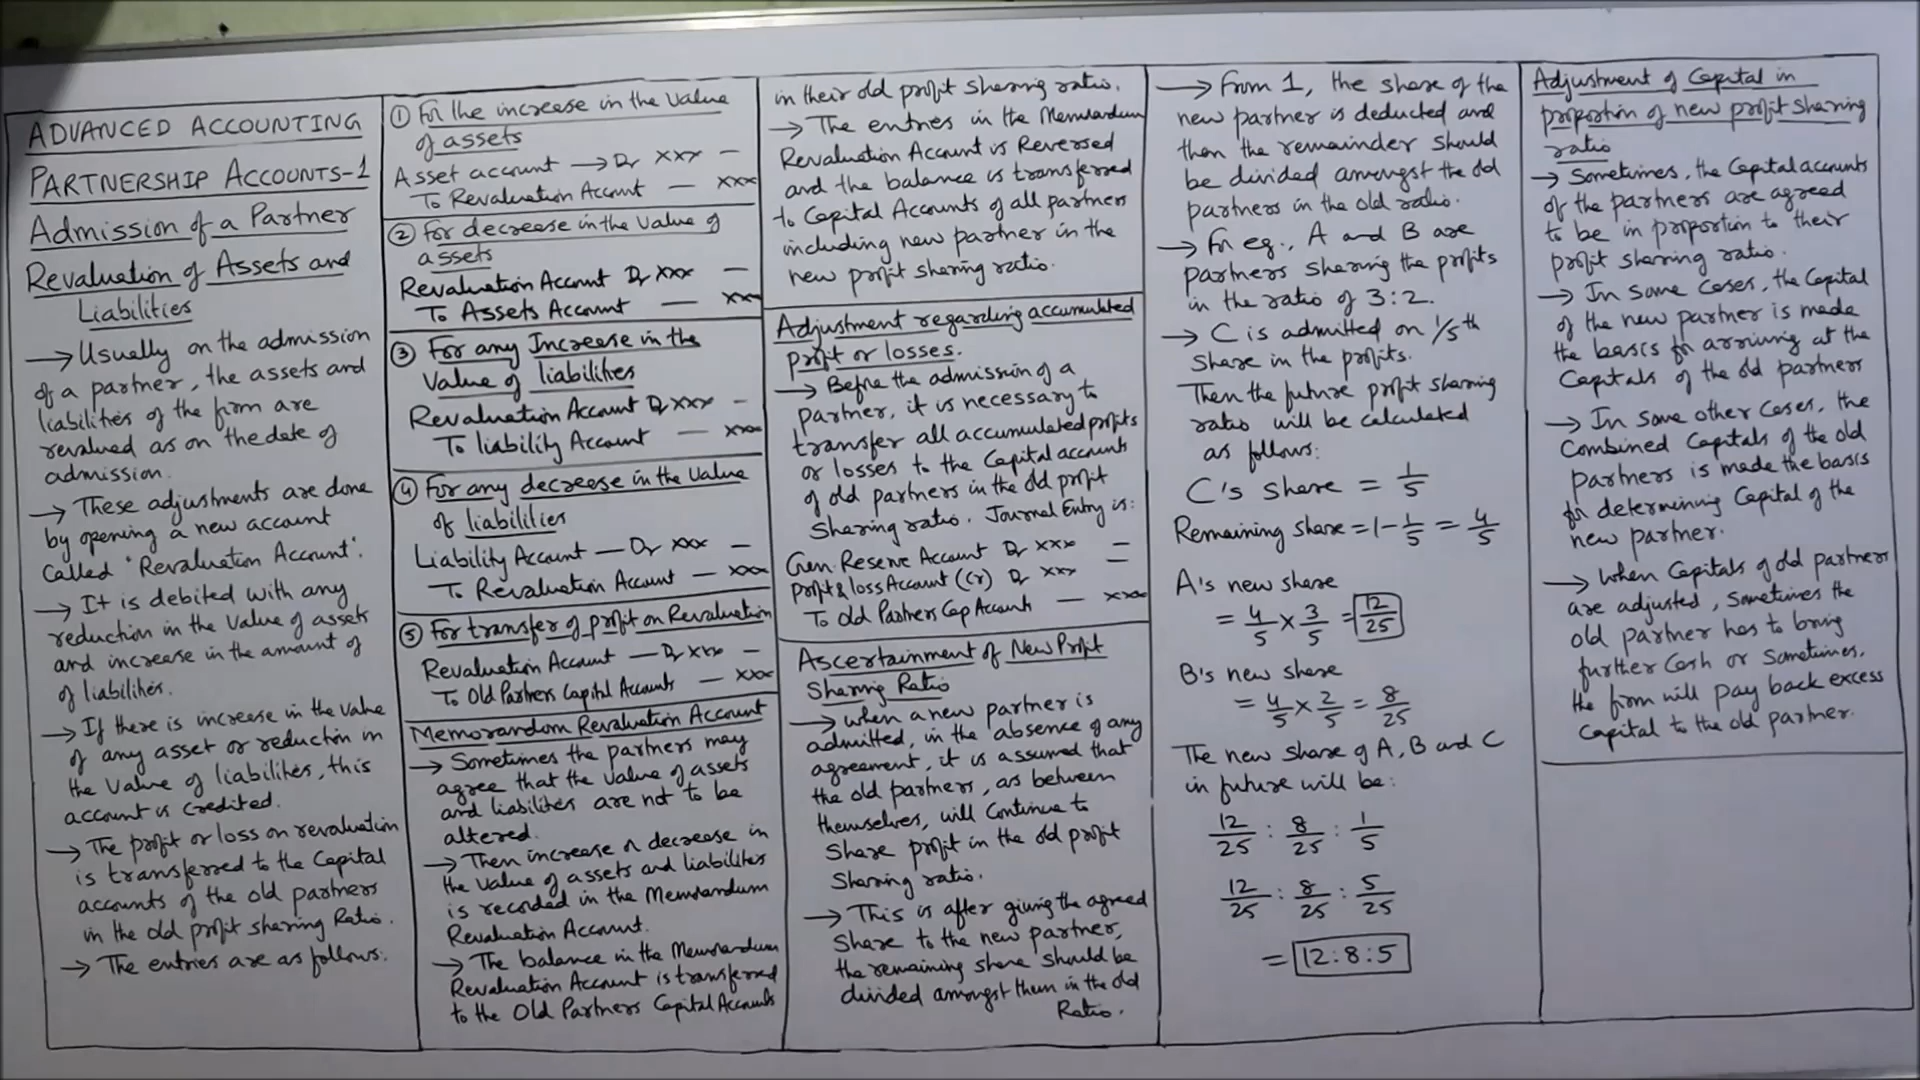 ADVANCED ACCOUNTING
PARTNERSHIP ACCOUNTS-1
Admission of a Partner
Revaluation of Assets and
Liabilities
→ Usually on the admission
of a partner, the assets and
liabilities of the firm are
revalued as on the date of
admission.
→ These adjustments are done
by opening a new account
called "Revaluation Account".
→ It is debited with any
reduction in the value of assets
and increase in the amount of
of liabilities.
→ If there is increase in the value
of any asset or reduction in
the value of liabilities, this
account is credited.
→ The profit or loss on revaluation
is transferred to the Capital
accounts of the old partners
in the old profit sharing Ratio.
→ The entries are as follows:
① For the increase in the value
of assets
Asset account → Dr xxx —
To Revaluation Account — xxx
② For decrease in the value of
assets
Revaluation Account Dr xxx —
To Assets Account — xxx
③ For any Increase in the
Value of liabilities
Revaluation Account Dr xxx —
To liability Account — xxx
④ For any decrease in the value
of liabilities
Liability Account — Dr xxx —
To Revaluation Account — xxx
⑤ For transfer of profit on Revaluation
Revaluation Account — Dr xxx —
To Old Partners Capital Accounts — xxx
Memorandom Revaluation Account
→ Sometimes the partners may
agree that the value of assets
and liabilities are not to be
altered.
→ Then increase or decrease in
the value of assets and liabilities
is recorded in the Memorandum
Revaluation Account.
→ The balance in the Memorandum
Revaluation Account is transferred
to the Old Partners Capital Accounts
in their old profit sharing ratio.
→ The entries in the Memorandum
Revaluation Account is Reversed
and the balance is transferred
to Capital Accounts of all partners
including new partner in the
new profit sharing ratio.
Adjustment regarding accumulated
profit or losses.
→ Before the admission of a
partner, it is necessary to
transfer all accumulated profits
or losses to the Capital accounts
of old partners in the old profit
Sharing ratio. Journal Entry is:
Gen. Reserve Account Dr xxx —
Profit & loss Account (Cr) Dr xxx —
To Old Partners Cap Accounts — xxx
Ascertainment of New Profit
Sharing Ratio
→ When a new partner is
admitted, in the absence of any
agreement, it is assumed that
the old partners, as between
themselves, will continue to
Share profit in the old profit
Sharing ratio.
→ This is after giving the agreed
share to the new partner,
the remaining share should be
divided amongst them in the old
Ratio.
→ From 1, the share of the
new partner is deducted and
then the remainder should
be divided amongst the old
partners in the old ratio.
→ For eg., A and B are
partners sharing the profits
in the ratio of 3:2.
→ C is admitted on 1/5th
Share in the profits.
Then the future profit sharing
ratio will be calculated
as follows:
C's Share = 1/5
Remaining share = 1 - 1/5 = 4/5
A's new share
= 4/5 × 3/5 = 12/25
B's new share
= 4/5 × 2/5 = 8/25
The new share of A, B and C
in future will be:
12/25 : 8/25 : 1/5
12/25 : 8/25 : 5/25
= 12:8:5
Adjustment of Capital in
proportion of new profit sharing
ratio
→ Sometimes, the Capital accounts
of the partners are agreed
to be in proportion to their
profit sharing ratio.
→ In some cases, the Capital
of the new partner is made
the basis for arriving at the
Capitals of the old partners
→ In some other cases, the
Combined Capitals of the old
partners is made the basis
for determining Capital of the
new partner.
→ When Capitals of old partners
are adjusted, Sometimes the
old partner has to bring
further Cash or Sometimes,
the firm will pay back excess
Capital to the old partner.